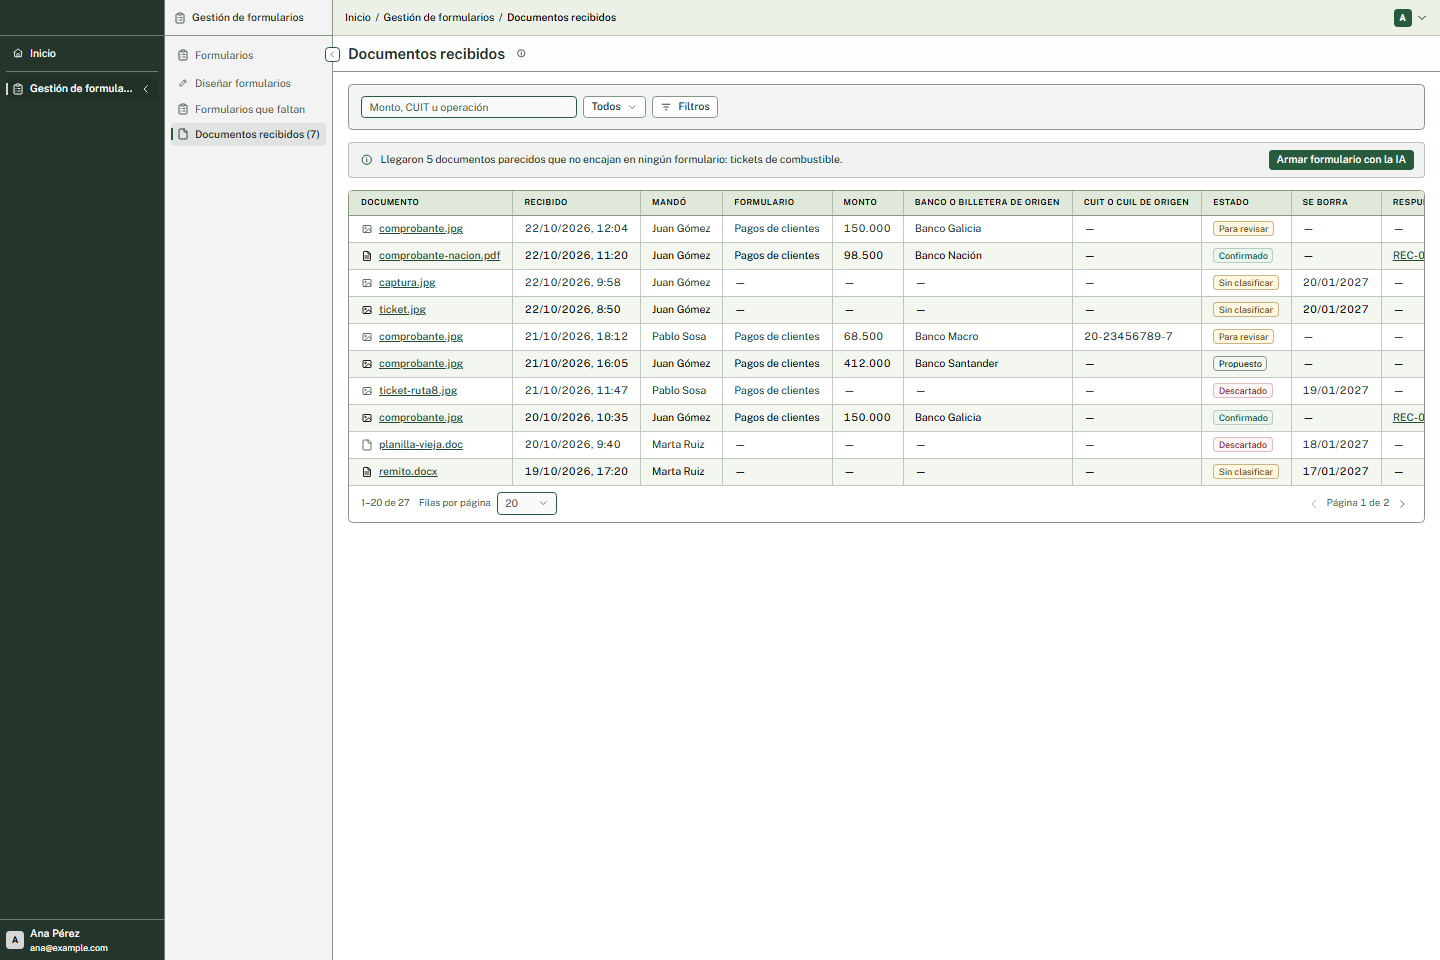 Gestión de formularios
Inicio / Gestión de formularios / Documentos recibidos
A
Inicio
Gestión de formula...
Formularios
Diseñar formularios
Formularios que faltan
Documentos recibidos (7)
Documentos recibidos
Monto, CUIT u operación
Todos
Filtros
Llegaron 5 documentos parecidos que no encajan en ningún formulario: tickets de combustible.
Armar formulario con la IA
DOCUMENTO RECIBIDO MANDÓ FORMULARIO MONTO BANCO O BILLETERA DE ORIGEN CUIT O CUIL DE ORIGEN ESTADO SE BORRA RESPU
comprobante.jpg 22/10/2026, 12:04 Juan Gómez Pagos de clientes 150.000 Banco Galicia — Para revisar — —
comprobante-nacion.pdf 22/10/2026, 11:20 Juan Gómez Pagos de clientes 98.500 Banco Nación — Confirmado — REC-0
captura.jpg 22/10/2026, 9:58 Juan Gómez — — — — Sin clasificar 20/01/2027 —
ticket.jpg 22/10/2026, 8:50 Juan Gómez — — — — Sin clasificar 20/01/2027 —
comprobante.jpg 21/10/2026, 18:12 Pablo Sosa Pagos de clientes 68.500 Banco Macro 20-23456789-7 Para revisar — —
comprobante.jpg 21/10/2026, 16:05 Juan Gómez Pagos de clientes 412.000 Banco Santander — Propuesto — —
ticket-ruta8.jpg 21/10/2026, 11:47 Pablo Sosa Pagos de clientes — — — Descartado 19/01/2027 —
comprobante.jpg 20/10/2026, 10:35 Juan Gómez Pagos de clientes 150.000 Banco Galicia — Confirmado — REC-0
planilla-vieja.doc 20/10/2026, 9:40 Marta Ruiz — — — — Descartado 18/01/2027 —
remito.docx 19/10/2026, 17:20 Marta Ruiz — — — — Sin clasificar 17/01/2027 —
1–20 de 27 Filas por página 20 Página 1 de 2
A
Ana Pérez
ana@example.com